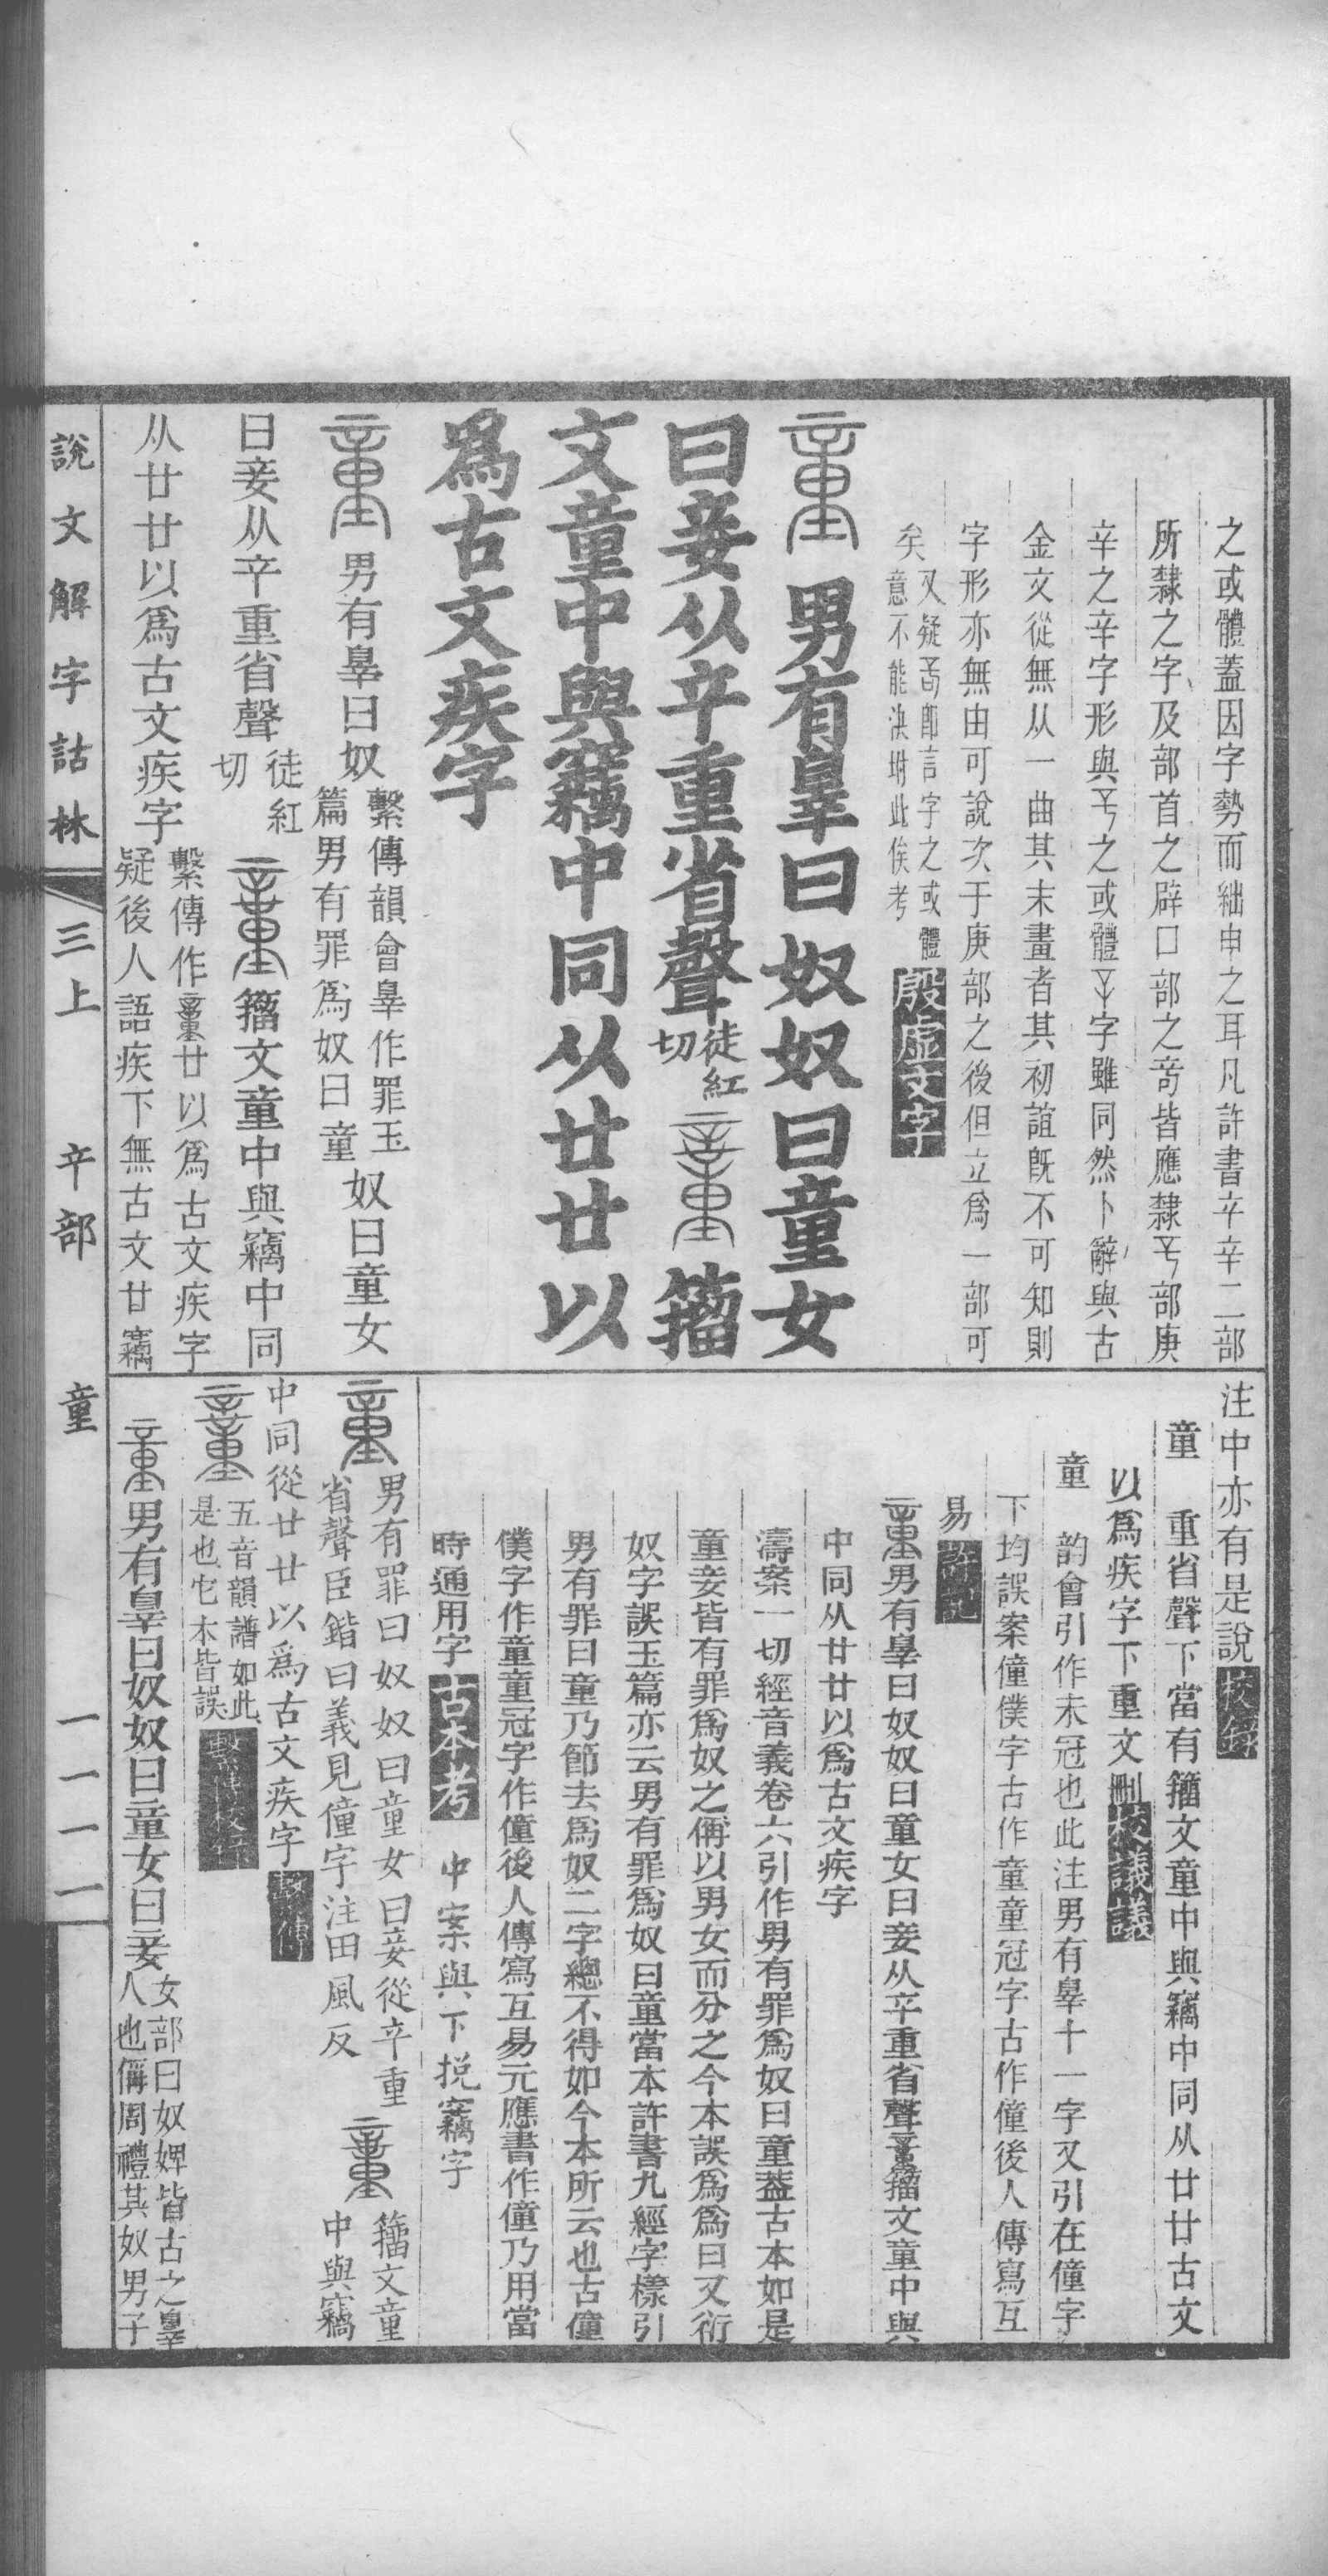 之或體蓋因字勢而絀申之耳凡許書䇂辛二部
所隸之字及部首之辟口部之咅皆應隸部庚
辛之辛字形與之或體字雖同然卜辭與古
金文從無从一曲其末畫者其初誼旣不可知則
字形亦無由可說次于庚部之後但立爲一部可
矣又疑卽言字之或體意不能決坿此俟考殷虛文字
童男有辠曰奴奴曰童女
曰妾从䇂重省聲徒紅切籒
文童中與竊中同从廿廿以
爲古文疾字
童男有辠曰奴繫傳韻會辠作罪玉篇男有罪爲奴曰童奴曰童女
曰妾从䇂重省聲徒紅切籒文童中與竊中同
从廿廿以爲古文疾字繫傳作廿以爲古文疾字疑後人語疾下無古文廿竊
注中亦有是說校錄
童　重省聲下當有籒文童中與竊中同从廿廿古文
以爲疾字下重文刪校議議
童　韵會引作未冠也此注男有辠十一字又引在僮字
下均誤案僮僕字古作童童冠字古作僮後人傳寫互
易
童男有辠曰奴奴曰童女曰妾从䇂重省聲籒文童中與
中同从廿廿以爲古文疾字
濤案一切經音義卷六引作男有罪爲奴曰童葢古本如是
童妾皆有罪爲奴之偁以男女而分之今本誤爲爲曰又衍
奴字誤玉篇亦云男有罪爲奴曰童當本許書九經字㨾引
男有罪曰童乃節去爲奴二字總不得如今本所云也古僮
僕字作童童冠字作僮後人傳寫互易元應書作僮乃用當
時通用字古本考　中案與下挩竊字
童男有罪曰奴奴曰童女曰妾從䇂重省聲臣鍇曰義見僮字注田風反　籒文童中與竊
中同從廿廿以爲古文疾字繫傳
五音韻譜如此是也它本皆誤繫傳校錄
童男有辠曰奴奴曰童女曰妾女部曰奴婢皆古之辠人也偁周禮其奴男子
說文解字詁林　三上　䇂部　童　一一一一